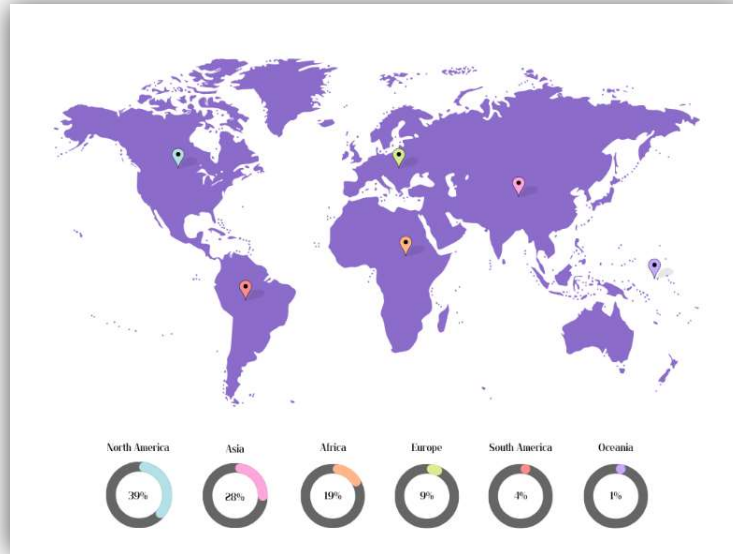 North America
Asia
Africa
Europe
South America
Oceania
39%
28%
19%
9%
4%
1%